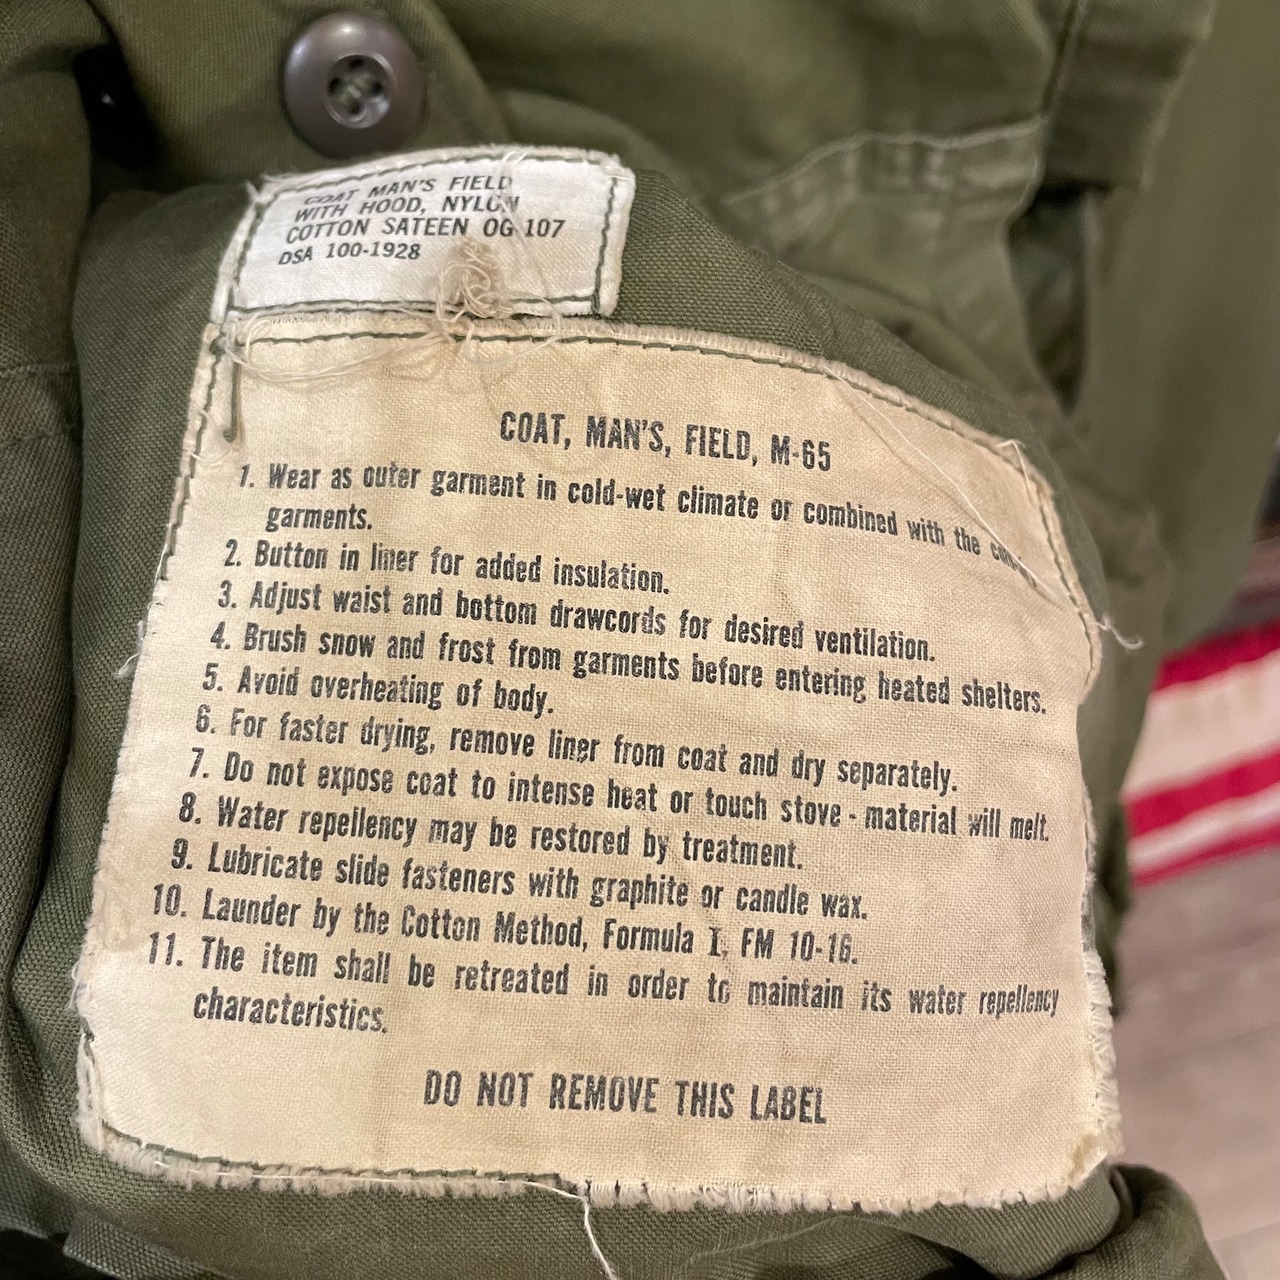 COAT MAN'S FIELD
WITH HOOD, NYLON
COTTON SATEEN OG 107
DSA 100-1928
COAT, MAN'S, FIELD, M-65
1. Wear as outer garment in cold-wet climate or combined with the
garments.
2. Button in liner for added insulation.
3. Adjust waist and bottom drawcords for desired ventilation.
4. Brush snow and frost from garments before entering heated shelters.
5. Avoid overheating of body.
6. For faster drying, remove liner from coat and dry separately.
7. Do not expose coat to intense heat or touch stove - material will melt.
8. Water repellency may be restored by treatment.
9. Lubricate slide fasteners with graphite or candle wax.
10. Launder by the Cotton Method, Formula I, FM 10-16.
11. The item shall be retreated in order to maintain its water repellency
characteristics.
DO NOT REMOVE THIS LABEL